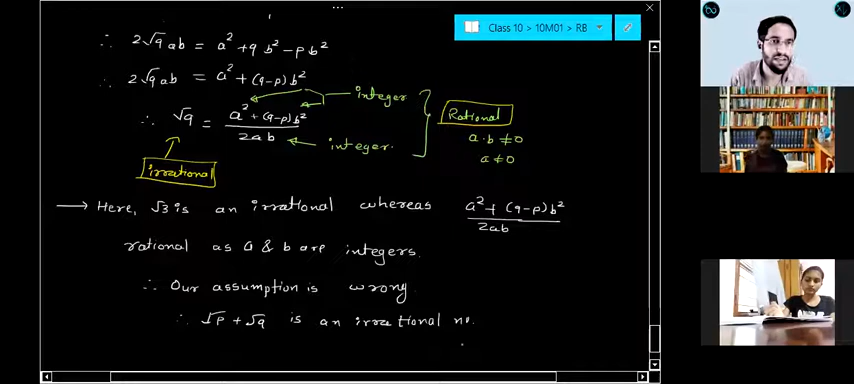 Class 10 > 10M01 > RB
∴ 2√q ab = a² + q b² - p b²
∴ 2√q ab = a² + (q-p) b²
∴ √q = a² + (q-p) b² / 2ab
integer
integer.
Rational
a·b ≠ 0
a ≠ 0
irrational
→ Here, √3 is an irrational whereas a² + (q-p) b² / 2ab
rational as a & b are integers.
∴ Our assumption is wrong.
∴ √p + √q is an irrational no.